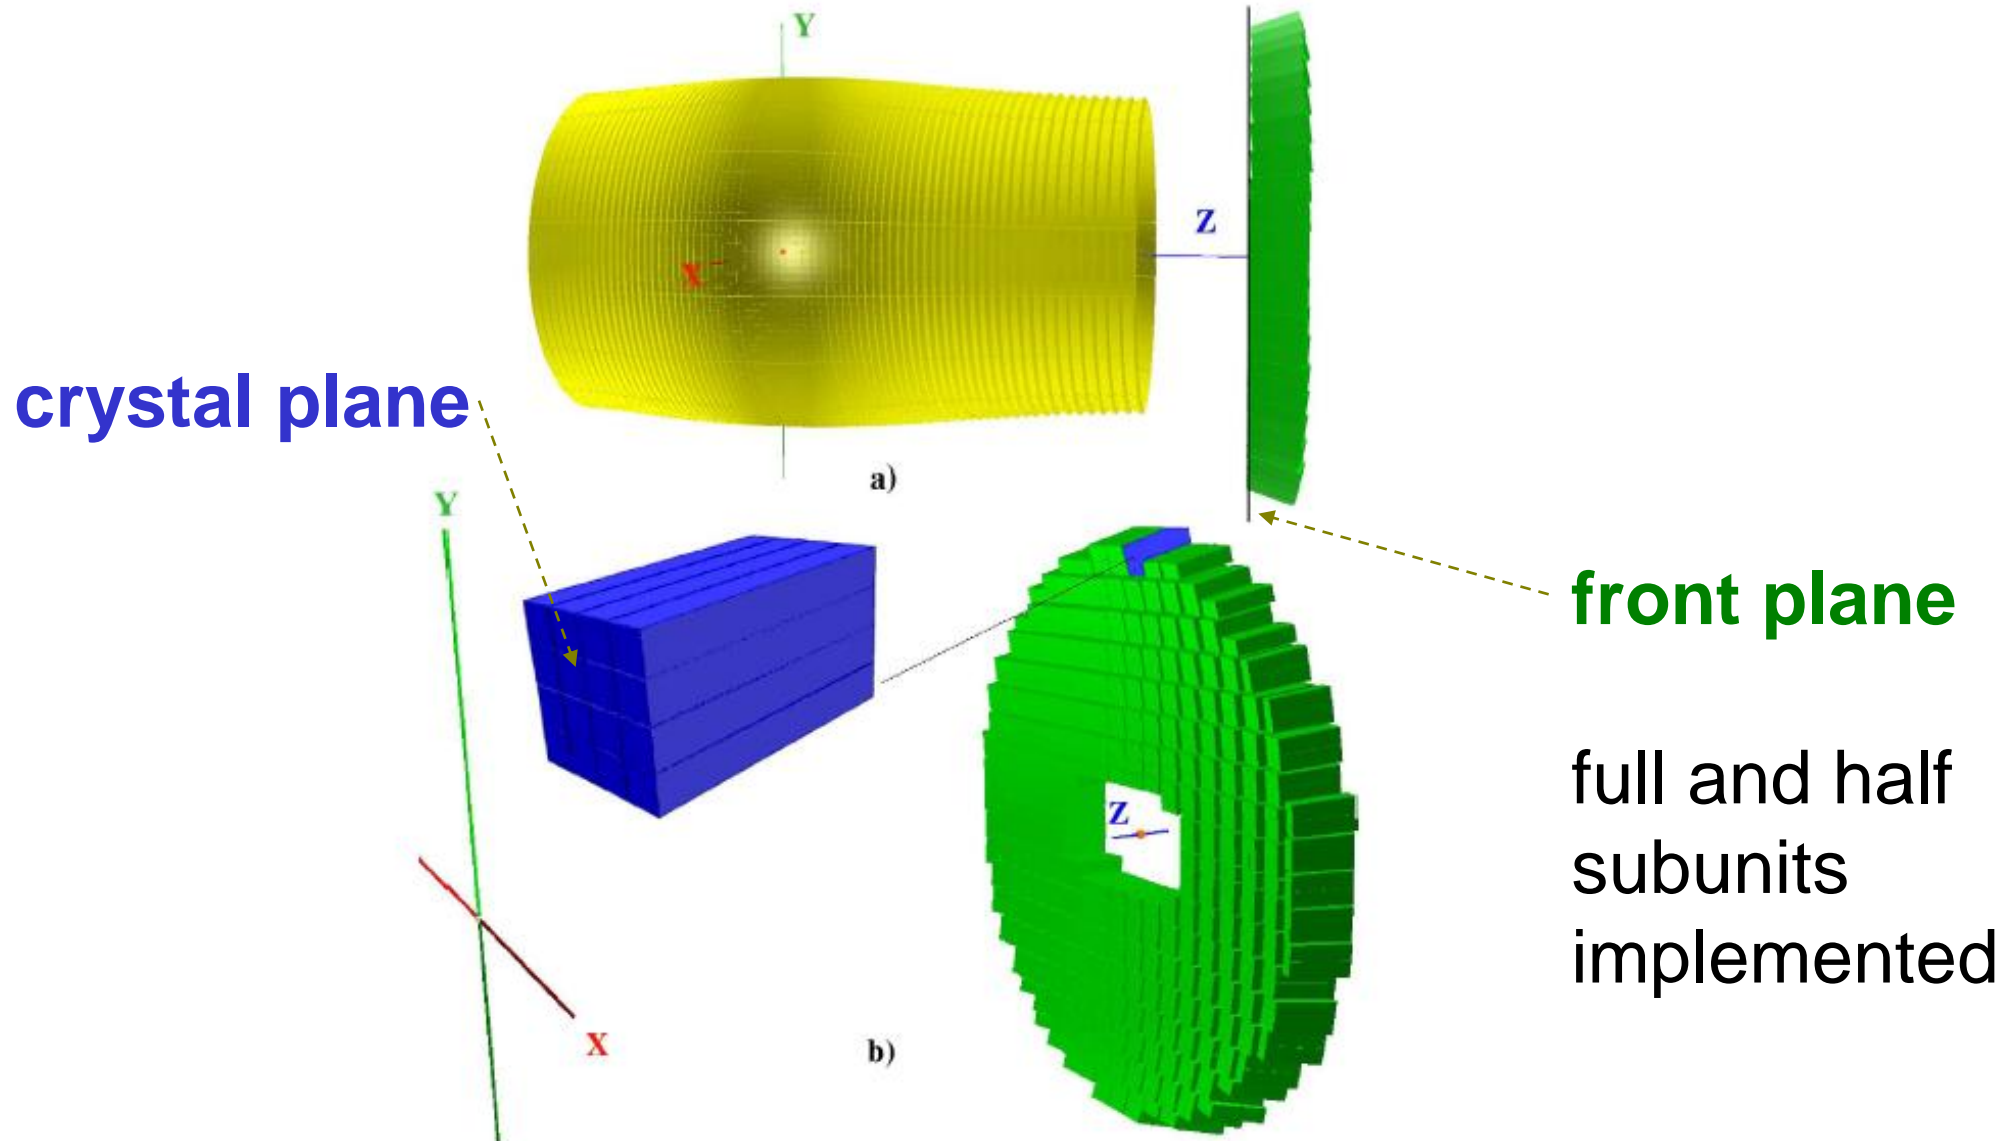 Y
Z
X
a)
crystal plane
Y
front plane
full and half
subunits
implemented
Z
X
b)